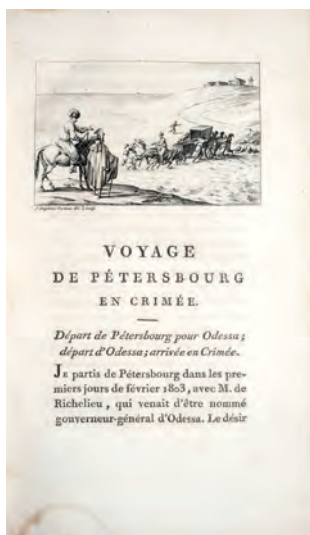 VOYAGE
DE PÉTERSBOURG
EN CRIMÉE.
Départ de Pétersbourg pour Odessa;
départ d'Odessa; arrivée en Crimée.
JE partis de Pétersbourg dans les pre-
miers jours de février 1803, avec M. de
Richelieu, qui venait d'être nommé
gouverneur-général d'Odessa. Le désir